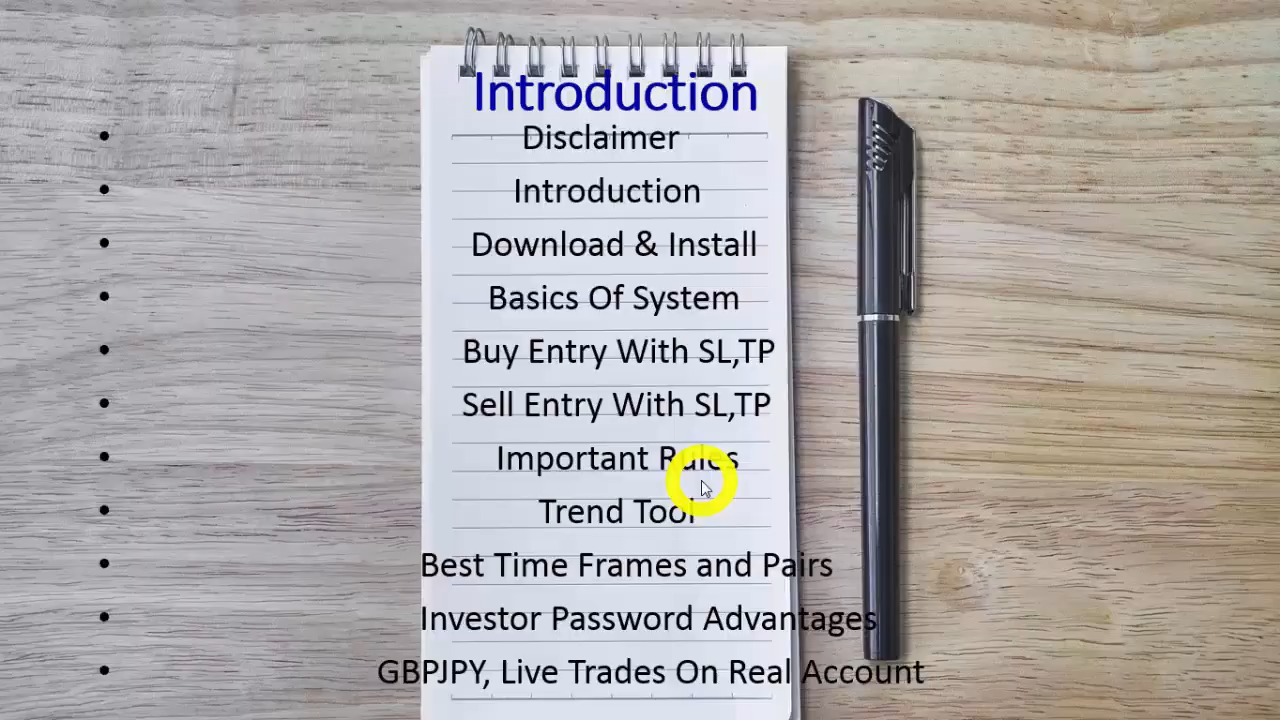 Introduction
• Disclaimer
• Introduction
• Download & Install
• Basics Of System
• Buy Entry With SL,TP
• Sell Entry With SL,TP
• Important Rules
• Trend Tool
• Best Time Frames and Pairs
• Investor Password Advantages
• GBPJPY, Live Trades On Real Account